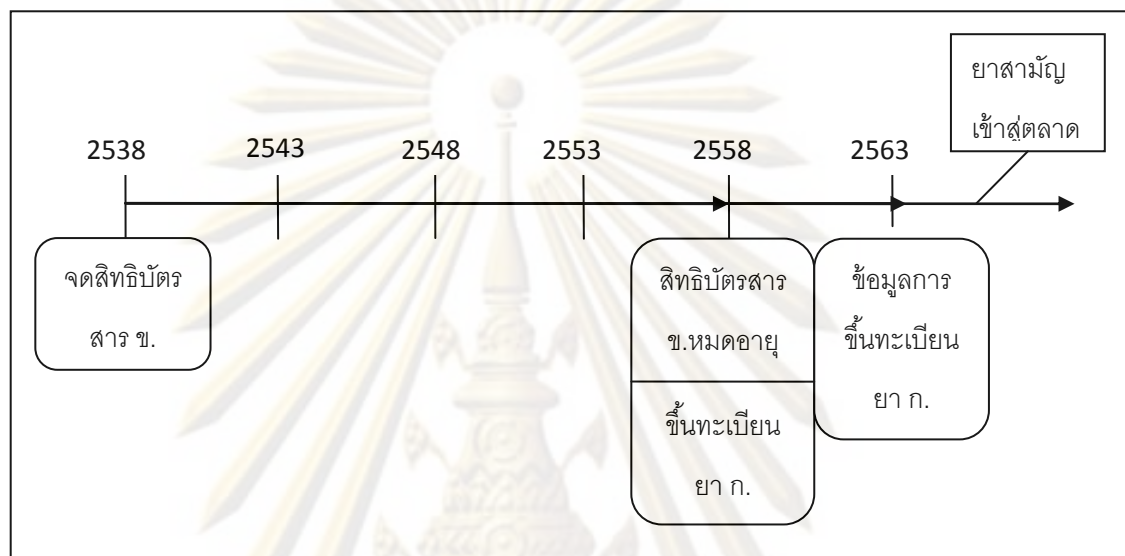 ยาสามัญ
เข้าสู่ตลาด
2538 2543 2548 2553 2558 2563
จดสิทธิบัตร
สาร ข.
สิทธิบัตรสาร
ข.หมดอายุ
ขึ้นทะเบียน
ยา ก.
ข้อมูลการ
ขึ้นทะเบียน
ยา ก.